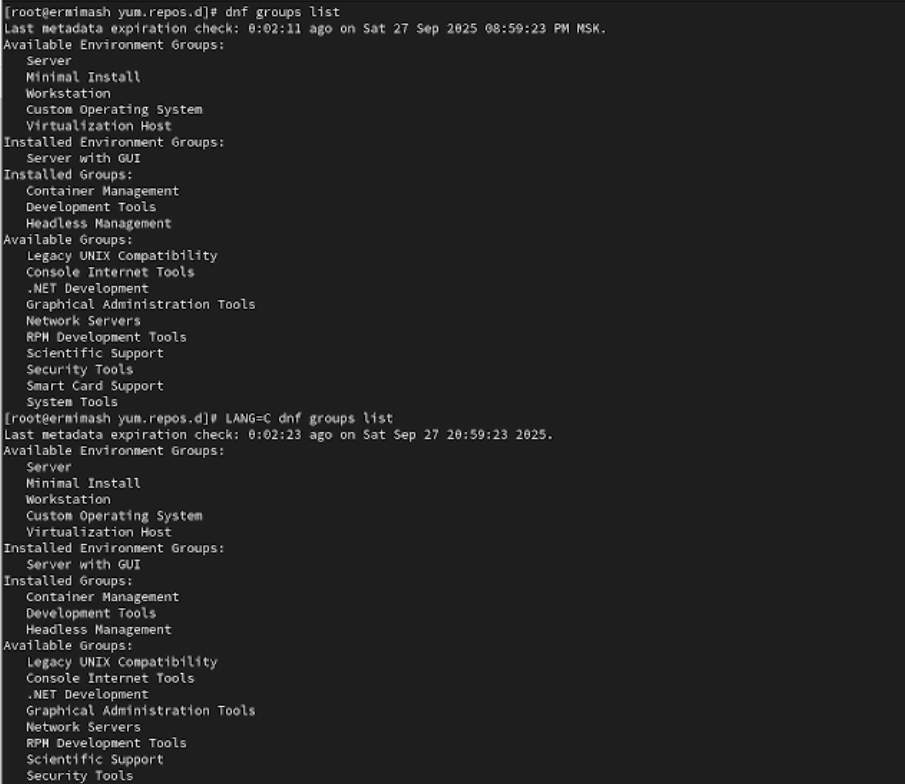 [root@ermimash yum.repos.d]# dnf groups list
Last metadata expiration check: 0:02:11 ago on Sat 27 Sep 2025 08:59:23 PM MSK.
Available Environment Groups:
   Server
   Minimal Install
   Workstation
   Custom Operating System
   Virtualization Host
Installed Environment Groups:
   Server with GUI
Installed Groups:
   Container Management
   Development Tools
   Headless Management
Available Groups:
   Legacy UNIX Compatibility
   Console Internet Tools
   .NET Development
   Graphical Administration Tools
   Network Servers
   RPM Development Tools
   Scientific Support
   Security Tools
   Smart Card Support
   System Tools
[root@ermimash yum.repos.d]# LANG=C dnf groups list
Last metadata expiration check: 0:02:23 ago on Sat Sep 27 20:59:23 2025.
Available Environment Groups:
   Server
   Minimal Install
   Workstation
   Custom Operating System
   Virtualization Host
Installed Environment Groups:
   Server with GUI
Installed Groups:
   Container Management
   Development Tools
   Headless Management
Available Groups:
   Legacy UNIX Compatibility
   Console Internet Tools
   .NET Development
   Graphical Administration Tools
   Network Servers
   RPM Development Tools
   Scientific Support
   Security Tools